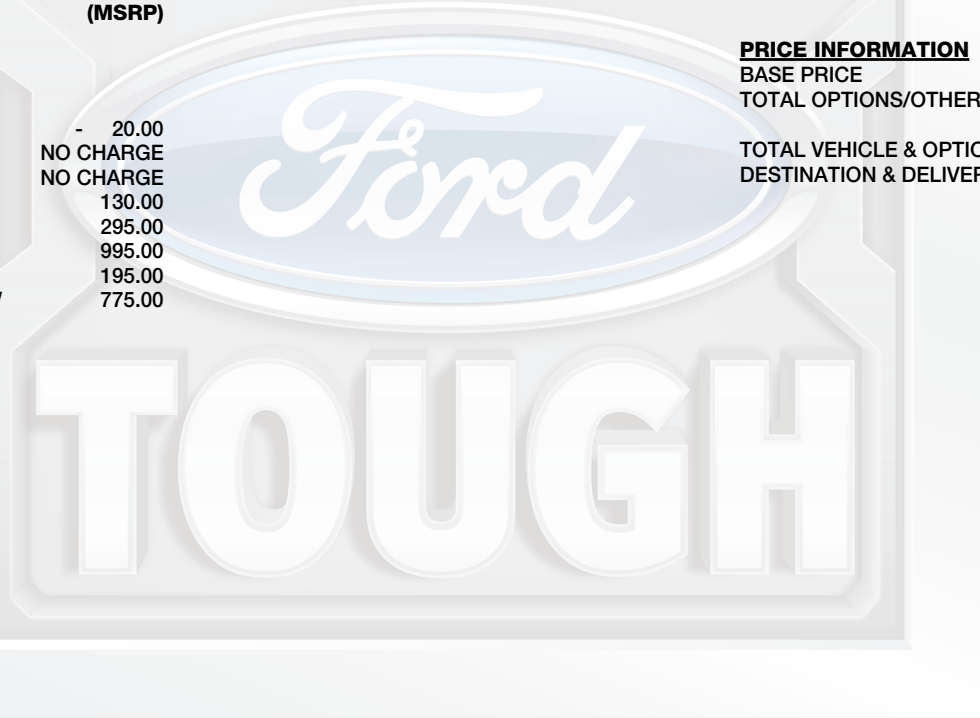 (MSRP)
- 20.00
NO CHARGE
NO CHARGE
130.00
295.00
995.00
195.00
775.00
PRICE INFORMATION
BASE PRICE
TOTAL OPTIONS/OTHER
TOTAL VEHICLE & OPTIO
DESTINATION & DELIVER
Ford
TOUGH